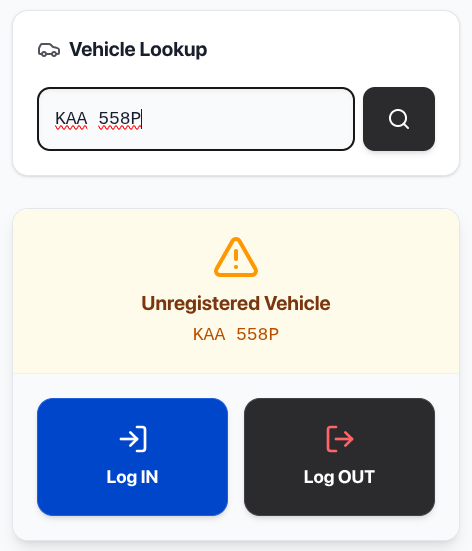 Vehicle Lookup
KAA 558P
Unregistered Vehicle
KAA 558P
Log IN
Log OUT